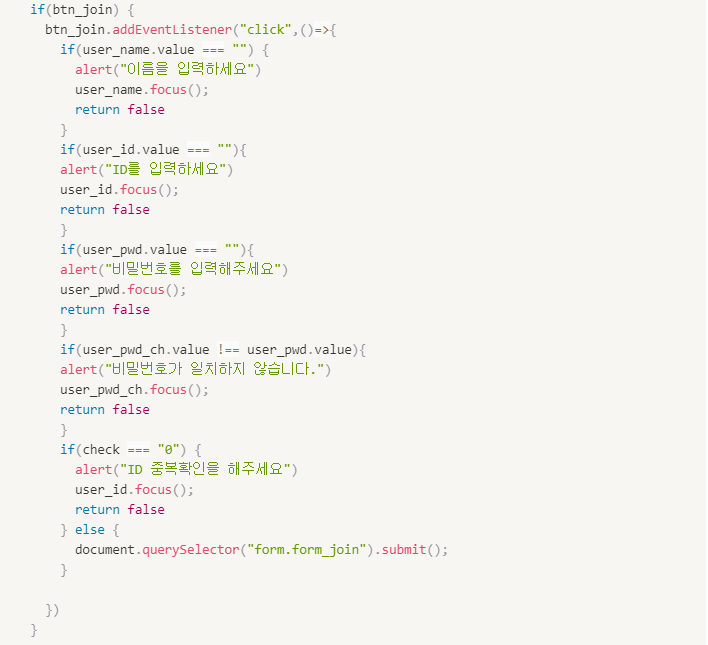 if(btn_join) {
btn_join.addEventListener("click",()=>{
if(user_name.value === "") {
alert("이름을 입력하세요")
user_name.focus();
return false
}
if(user_id.value === ""){
alert("ID를 입력하세요")
user_id.focus();
return false
}
if(user_pwd.value === ""){
alert("비밀번호를 입력해주세요")
user_pwd.focus();
return false
}
if(user_pwd_ch.value !== user_pwd.value){
alert("비밀번호가 일치하지 않습니다.")
user_pwd_ch.focus();
return false
}
if(check === "0") {
alert("ID 중복확인을 해주세요")
user_id.focus();
return false
} else {
document.querySelector("form.form_join").submit();
}
})
}